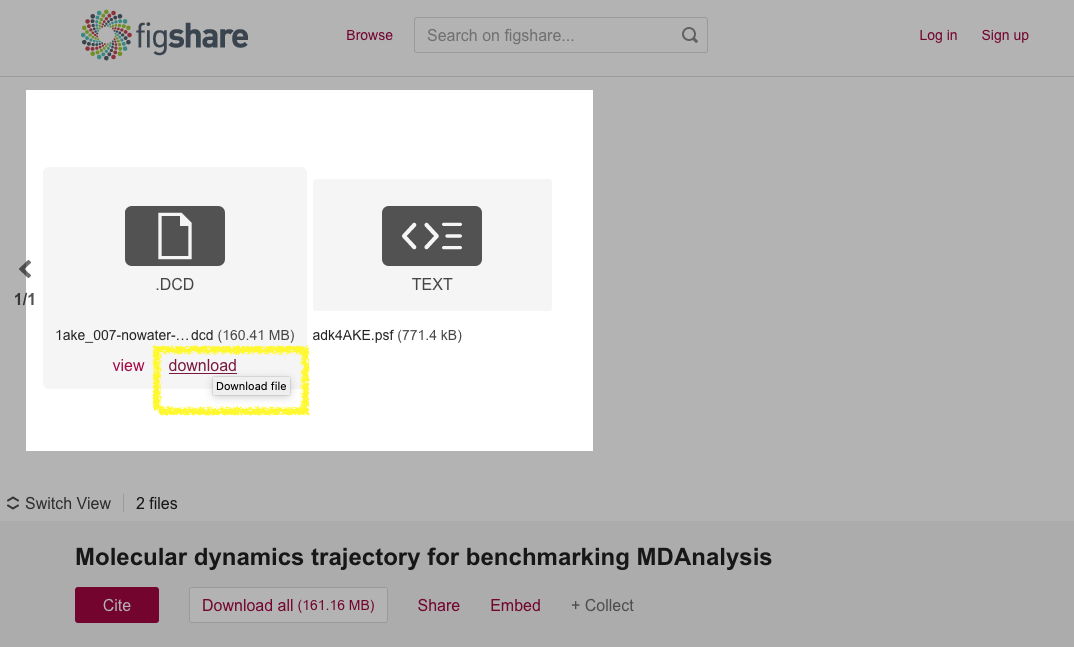 figshare
Browse
Search on figshare...
Log in
Sign up
.DCD
TEXT
1/1
1ake_007-nowater-…dcd (160.41 MB)
adk4AKE.psf (771.4 kB)
view
download
Download file
Switch View
2 files
Molecular dynamics trajectory for benchmarking MDAnalysis
Cite
Download all (161.16 MB)
Share
Embed
+ Collect